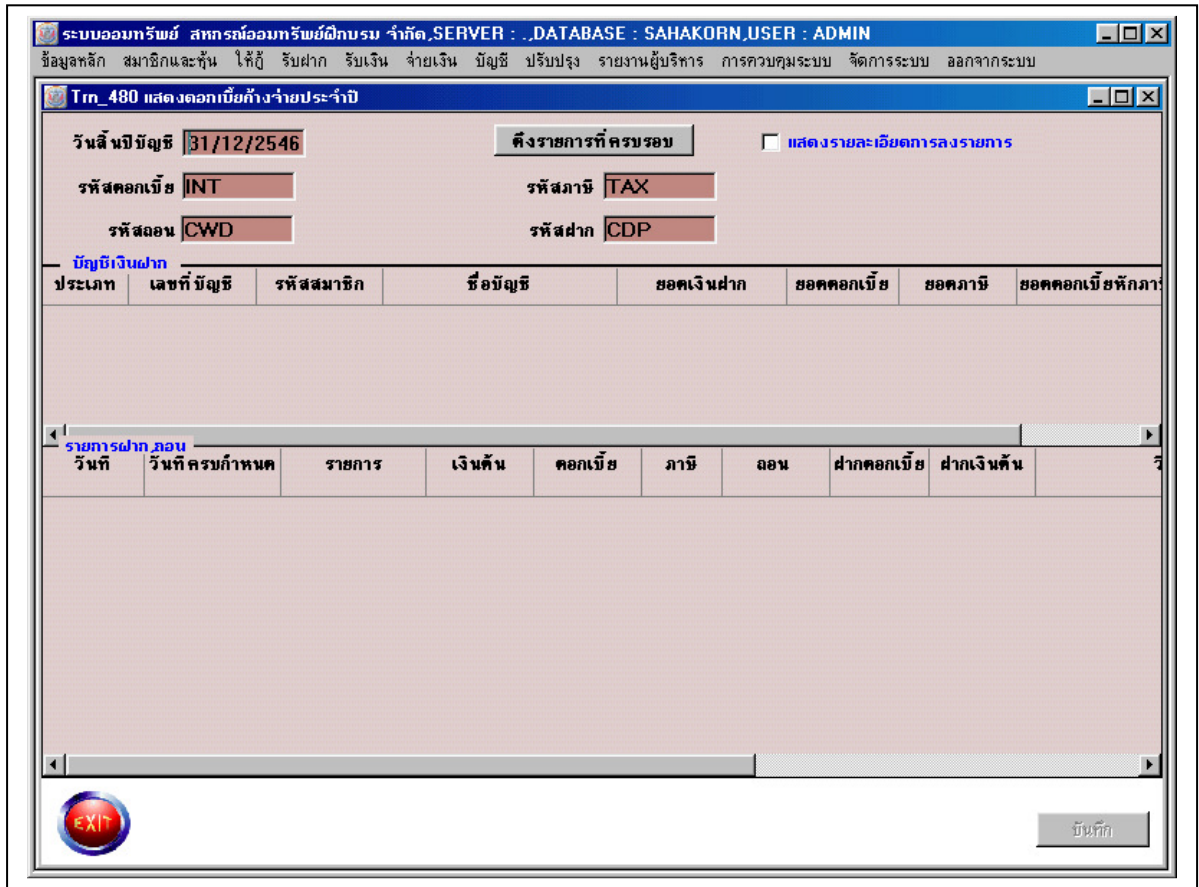 ระบบออมทรัพย์ สหกรณ์ออมทรัพย์ฝึกบรม จำกัด,SERVER : .,DATABASE : SAHAKORN,USER : ADMIN
ข้อมูลหลัก สมาชิกและหุ้น ให้กู้ รับฝาก รับเงิน จ่ายเงิน บัญชี ปรับปรุง รายงานผู้บริหาร การควบคุมระบบ จัดการระบบ ออกจากระบบ
Trn_480 แสดงดอกเบี้ยค้างจ่ายประจำปี
วันสิ้นปีบัญชี 31/12/2546 ดึงรายการที่ครบรอบ แสดงรายละเอียดการลงรายการ
รหัสดอกเบี้ย INT รหัสภาษี TAX
รหัสถอน CWD รหัสฝาก CDP
บัญชีเงินฝาก
ประเภท เลขที่บัญชี รหัสสมาชิก ชื่อบัญชี ยอดเงินฝาก ยอดดอกเบี้ย ยอดภาษี ยอดดอกเบี้ยหักภา
รายการฝาก,ถอน
วันที่ วันที่ครบกำหนด รายการ เงินต้น ดอกเบี้ย ภาษี ถอน ฝากดอกเบี้ย ฝากเงินต้น
EXIT บันทึก